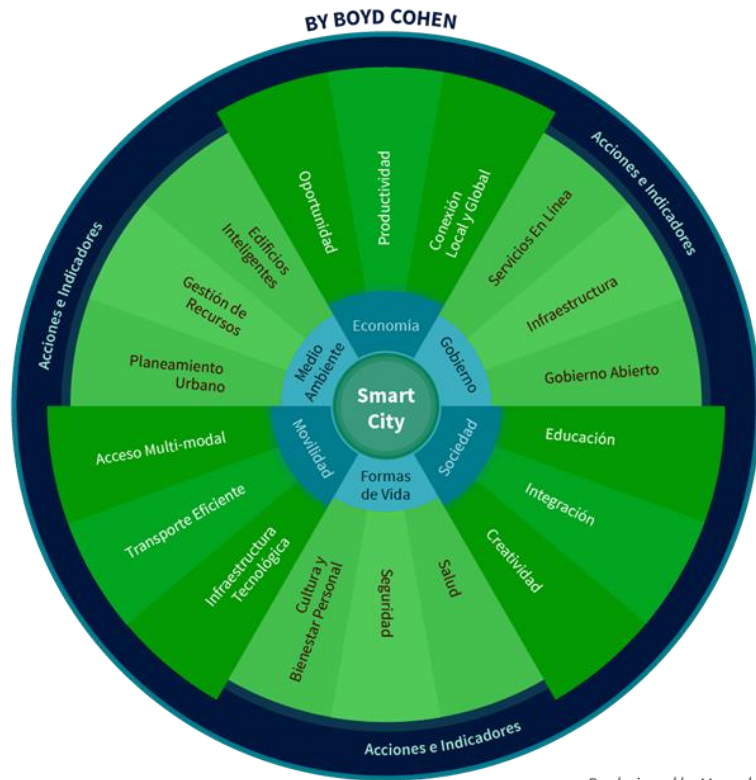 BY BOYD COHEN
Acciones e Indicadores
Acciones e Indicadores
Acciones e Indicadores
Oportunidad
Productividad
Conexión
Local y Global
Servicios En Línea
Infraestructura
Gobierno Abierto
Educación
Integración
Creatividad
Salud
Seguridad
Cultura y
Bienestar Personal
Infraestructura
Tecnológica
Transporte Eficiente
Acceso Multi-modal
Planeamiento
Urbano
Gestión de
Recursos
Edificios
Inteligentes
Economía
Gobierno
Sociedad
Formas
de Vida
Movilidad
Medio
Ambiente
Smart
City